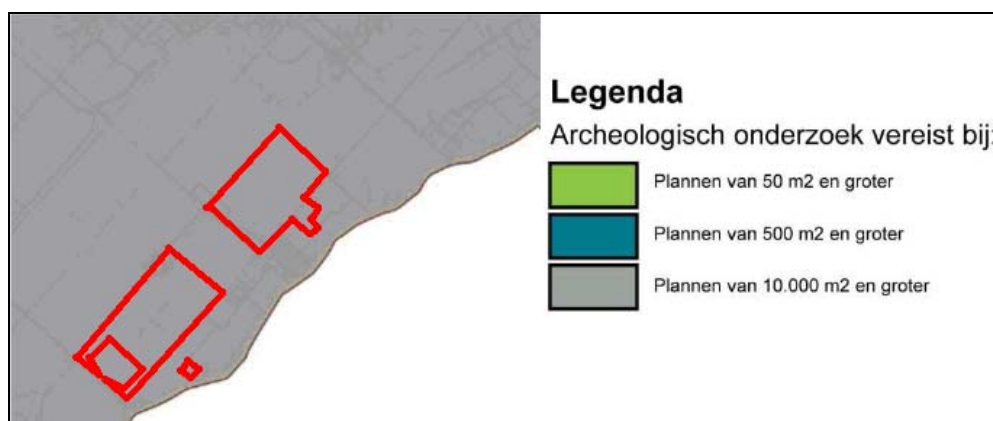 Legenda
Archeologisch onderzoek vereist bij:
Plannen van 50 m2 en groter
Plannen van 500 m2 en groter
Plannen van 10.000 m2 en groter